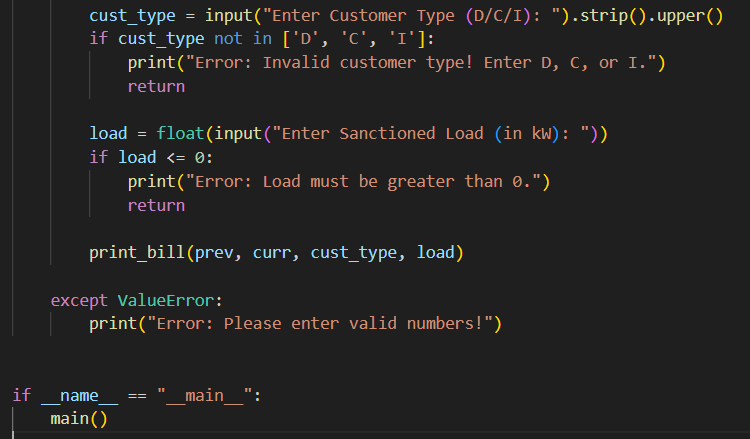 cust_type = input("Enter Customer Type (D/C/I): ").strip().upper()
if cust_type not in ['D', 'C', 'I']:
print("Error: Invalid customer type! Enter D, C, or I.")
return
load = float(input("Enter Sanctioned Load (in kW): "))
if load <= 0:
print("Error: Load must be greater than 0.")
return
print_bill(prev, curr, cust_type, load)
except ValueError:
print("Error: Please enter valid numbers!")
if __name__ == "__main__":
main()